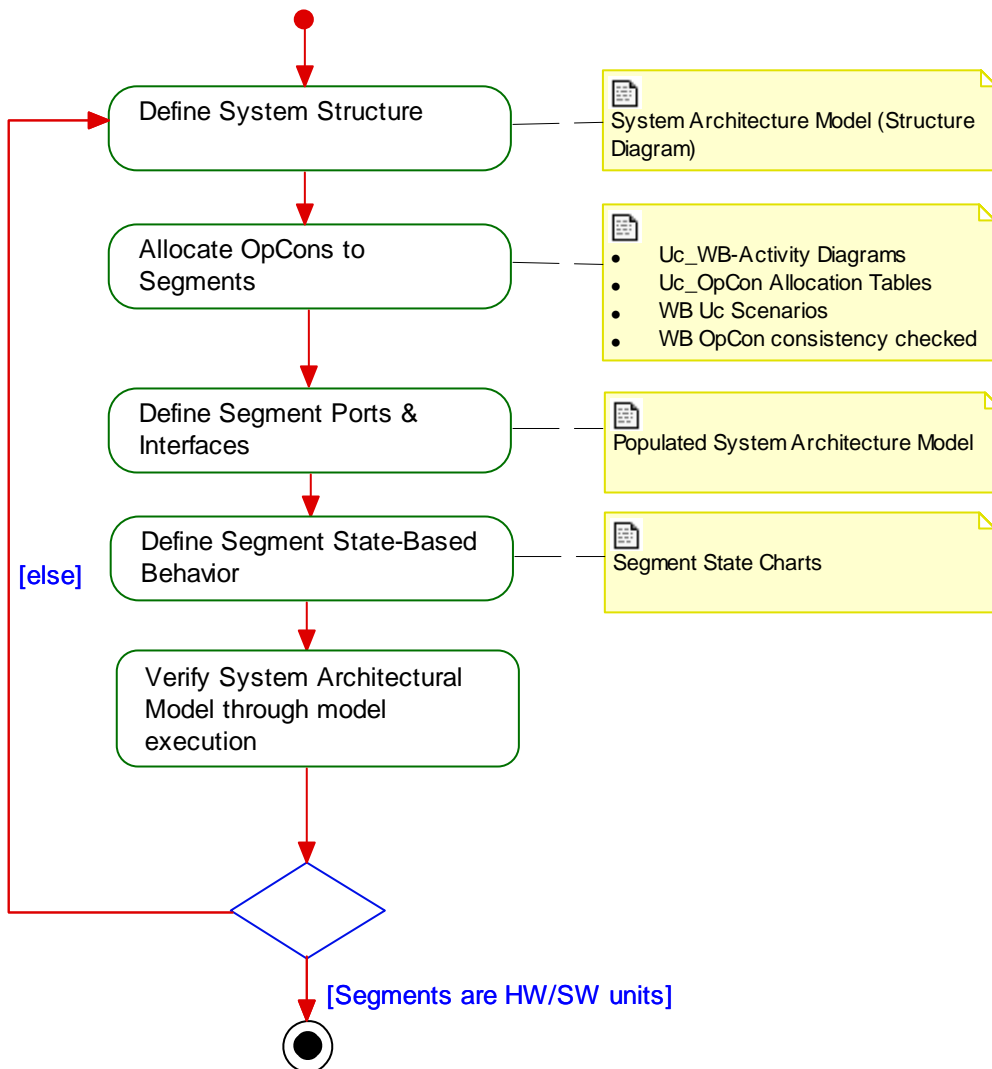 Define System Structure
System Architecture Model (Structure
Diagram)
Allocate OpCons to
Segments
• Uc_WB-Activity Diagrams
• Uc_OpCon Allocation Tables
• WB Uc Scenarios
• WB OpCon consistency checked
Define Segment Ports &
Interfaces
Populated System Architecture Model
Define Segment State-Based
Behavior
Segment State Charts
[else]
Verify System Architectural
Model through model
execution
[Segments are HW/SW units]